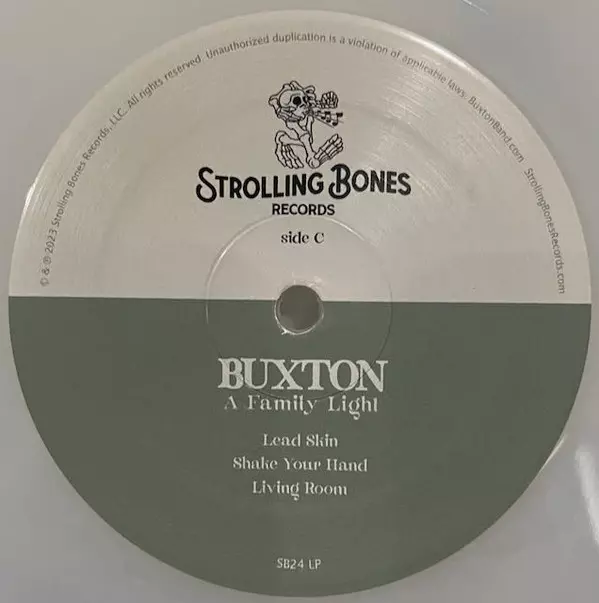 © & ℗ 2023 Strolling Bones Records, LLC. All rights reserved. Unauthorized duplication is a violation of applicable laws. BuxtonBand.com StrollingBonesRecords.com
STROLLING BONES
RECORDS
side C
BUXTON
A Family Light
Lead Skin
Shake Your Hand
Living Room
SB24 LP